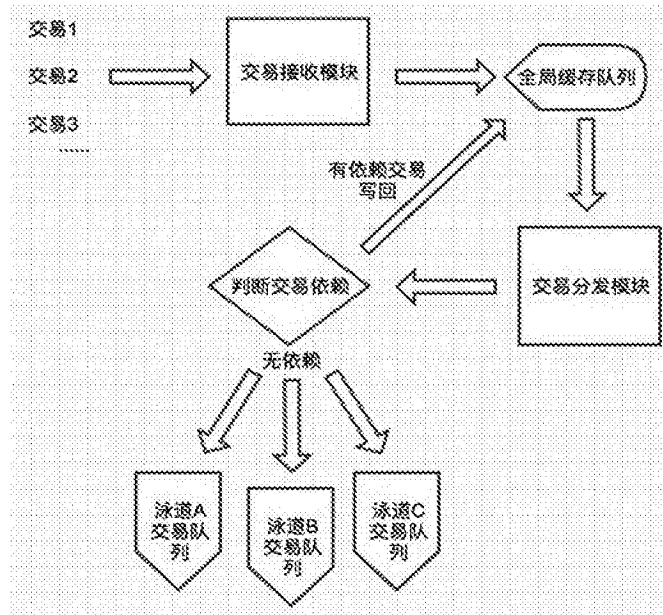 交易1
交易2
交易3
......
交易接收模块
全局缓存队列
有依赖交易
写回
判断交易依赖
交易分发模块
无依赖
泳道A
交易队
列
泳道B
交易队
列
泳道C
交易队
列